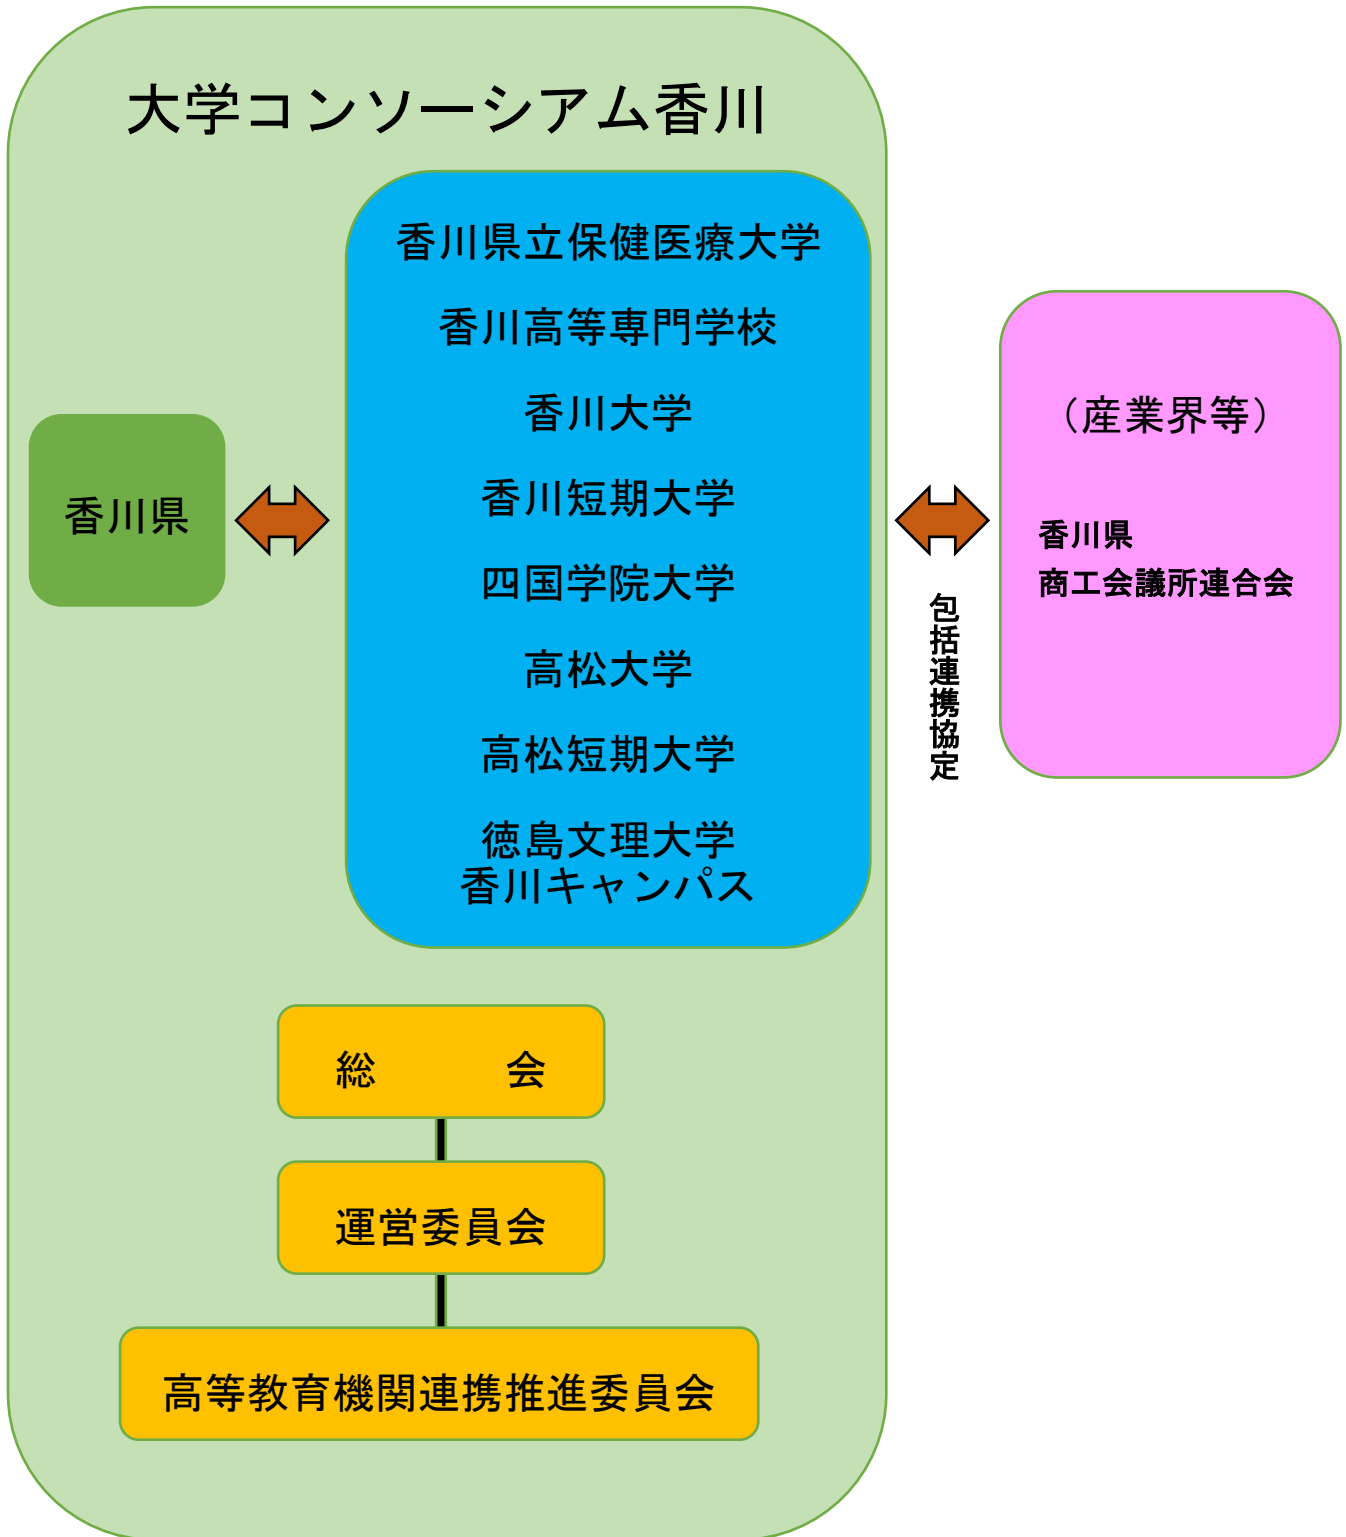 大学コンソーシアム香川
香川県立保健医療大学
香川高等専門学校
香川大学
香川短期大学
四国学院大学
高松大学
高松短期大学
徳島文理大学
香川キャンパス
香川県
包括連携協定
（産業界等）
香川県
商工会議所連合会
総　　　会
運営委員会
高等教育機関連携推進委員会